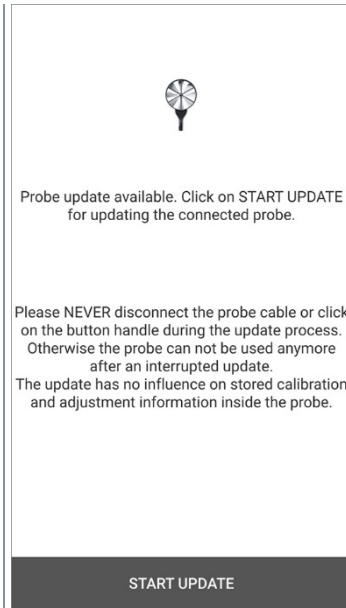 Probe update available. Click on START UPDATE
for updating the connected probe.
Please NEVER disconnect the probe cable or click
on the button handle during the update process.
Otherwise the probe can not be used anymore
after an interrupted update.
The update has no influence on stored calibration
and adjustment information inside the probe.
START UPDATE